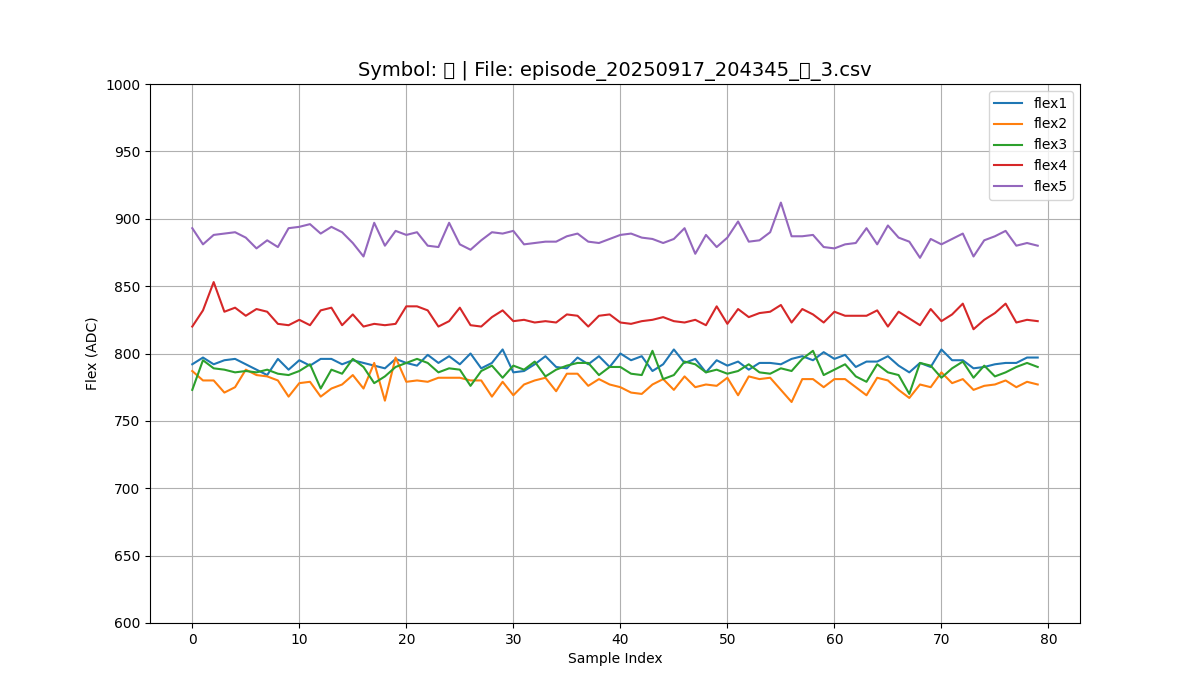 Symbol: | File: episode_20250917_204345_ _3.csv
1000
950
900
850
800
750
700
650
600
Flex (ADC)
0 10 20 30 40 50 60 70 80
Sample Index
flex1
flex2
flex3
flex4
flex5